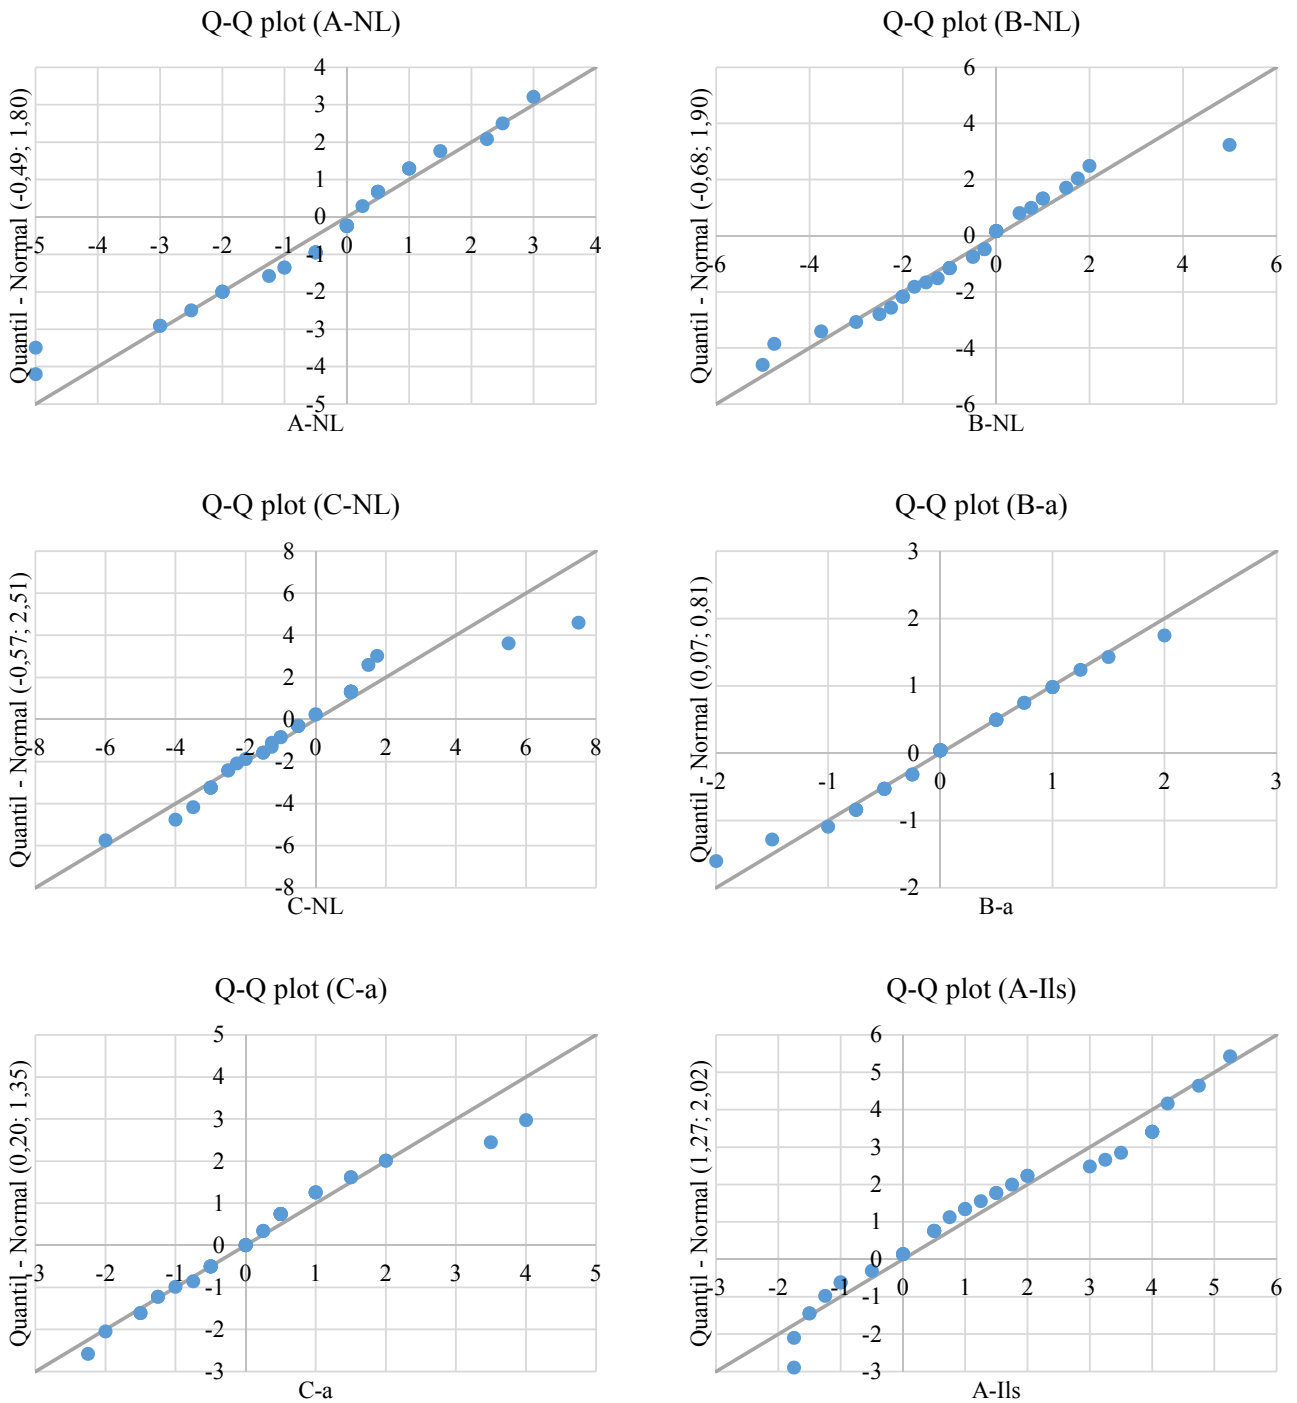 Q-Q plot (A-NL)
Quantil - Normal (-0,49; 1,80)
4
3
2
1
0
-1
-2
-3
-4
-5
-5 -4 -3 -2 -1 0 1 2 3 4
A-NL
Q-Q plot (B-NL)
Quantil - Normal (-0,68; 1,90)
6
4
2
0
-2
-4
-6
-6 -4 -2 0 2 4 6
B-NL
Q-Q plot (C-NL)
Quantil - Normal (-0,57; 2,51)
8
6
4
2
0
-2
-4
-6
-8
-8 -6 -4 -2 0 2 4 6 8
C-NL
Q-Q plot (B-a)
Quantil - Normal (0,07; 0,81)
3
2
1
0
-1
-2
-2 -1 0 1 2 3
B-a
Q-Q plot (C-a)
Quantil - Normal (0,20; 1,35)
5
4
3
2
1
0
-1
-2
-3
-3 -2 -1 0 1 2 3 4 5
C-a
Q-Q plot (A-Ils)
Quantil - Normal (1,27; 2,02)
6
5
4
3
2
1
0
-1
-2
-3
-3 -2 -1 0 1 2 3 4 5 6
A-Ils